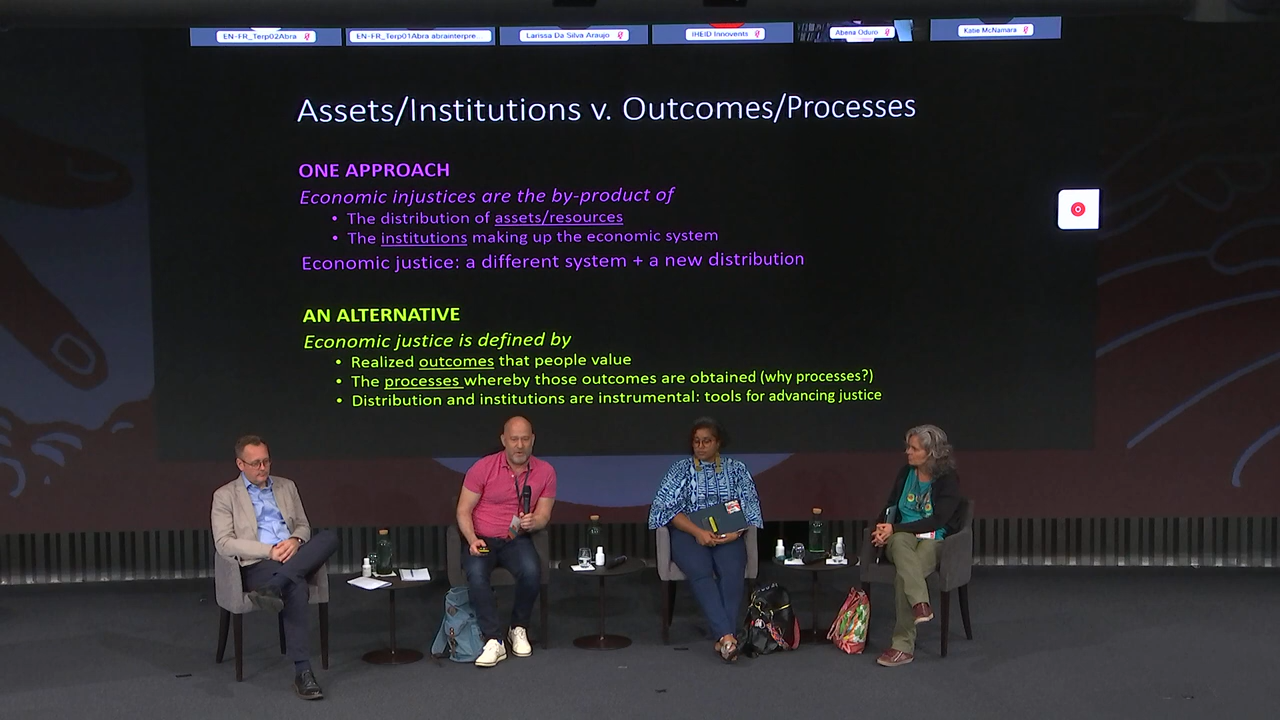 EN-FR_Terp02Abra
EN-FR_Terp01Abra abrainterpre...
Larissa Da Silva Araujo
IHEID Innovents
Abena Oduro
Katie McNamara
Assets/Institutions v. Outcomes/Processes
ONE APPROACH
Economic injustices are the by-product of
• The distribution of assets/resources
• The institutions making up the economic system
Economic justice: a different system + a new distribution
AN ALTERNATIVE
Economic justice is defined by
• Realized outcomes that people value
• The processes whereby those outcomes are obtained (why processes?)
• Distribution and institutions are instrumental: tools for advancing justice